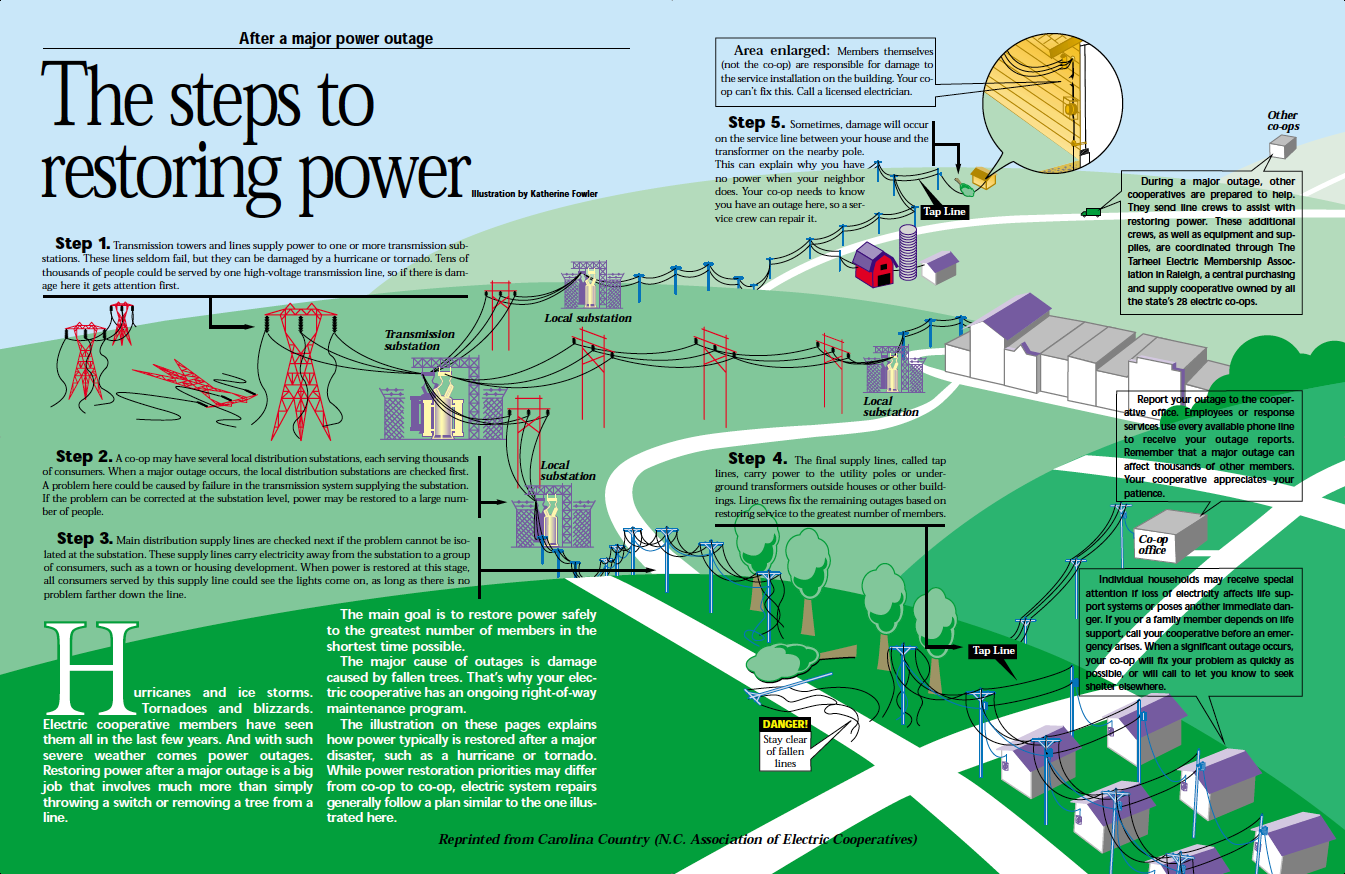 After a major power outage
The steps to
restoring power
Illustration by Katherine Fowler
Step 1. Transmission towers and lines supply power to one or more transmission sub-
stations. These lines seldom fail, but they can be damaged by a hurricane or tornado. Tens of
thousands of people could be served by one high-voltage transmission line, so if there is dam-
age here it gets attention first.
Transmission
substation
Local substation
Local
substation
Local
substation
Step 2. A co-op may have several local distribution substations, each serving thousands
of consumers. When a major outage occurs, the local distribution substations are checked first.
A problem here could be caused by failure in the transmission system supplying the substation.
If the problem can be corrected at the substation level, power may be restored to a large num-
ber of people.
Step 3. Main distribution supply lines are checked next if the problem cannot be iso-
lated at the substation. These supply lines carry electricity away from the substation to a group
of consumers, such as a town or housing development. When power is restored at this stage,
all consumers served by this supply line could see the lights come on, as long as there is no
problem farther down the line.
Hurricanes and ice storms.
Tornadoes and blizzards.
Electric cooperative members have seen
them all in the last few years. And with such
severe weather comes power outages.
Restoring power after a major outage is a big
job that involves much more than simply
throwing a switch or removing a tree from a
line.
The main goal is to restore power safely
to the greatest number of members in the
shortest time possible.
The major cause of outages is damage
caused by fallen trees. That's why your elec-
tric cooperative has an ongoing right-of-way
maintenance program.
The illustration on these pages explains
how power typically is restored after a major
disaster, such as a hurricane or tornado.
While power restoration priorities may differ
from co-op to co-op, electric system repairs
generally follow a plan similar to the one illus-
trated here.
Area enlarged: Members themselves
(not the co-op) are responsible for damage to
the service installation on the building. Your co-
op can't fix this. Call a licensed electrician.
Step 5. Sometimes, damage will occur
on the service line between your house and the
transformer on the nearby pole.
This can explain why you have
no power when your neighbor
does. Your co-op needs to know
you have an outage here, so a ser-
vice crew can repair it.
Tap Line
Other
co-ops
During a major outage, other
cooperatives are prepared to help.
They send line crews to assist with
restoring power. These additional
crews, as well as equipment and sup-
plies, are coordinated through The
Tarheel Electric Membership Assoc-
iation in Raleigh, a central purchasing
and supply cooperative owned by all
the state's 28 electric co-ops.
Report your outage to the cooper-
ative office. Employees or response
services use every available phone line
to receive your outage reports.
Remember that a major outage can
affect thousands of other members.
Your cooperative appreciates your
patience.
Co-op
office
Step 4. The final supply lines, called tap
lines, carry power to the utility poles or under-
ground transformers outside houses or other build-
ings. Line crews fix the remaining outages based on
restoring service to the greatest number of members.
Tap Line
Individual households may receive special
attention if loss of electricity affects life sup-
port systems or poses another immediate dan-
ger. If you or a family member depends on life
support, call your cooperative before an emer-
gency arises. When a significant outage occurs,
your co-op will fix your problem as quickly as
possible, or will call to let you know to seek
shelter elsewhere.
DANGER!
Stay clear
of fallen
lines
Reprinted from Carolina Country (N.C. Association of Electric Cooperatives)